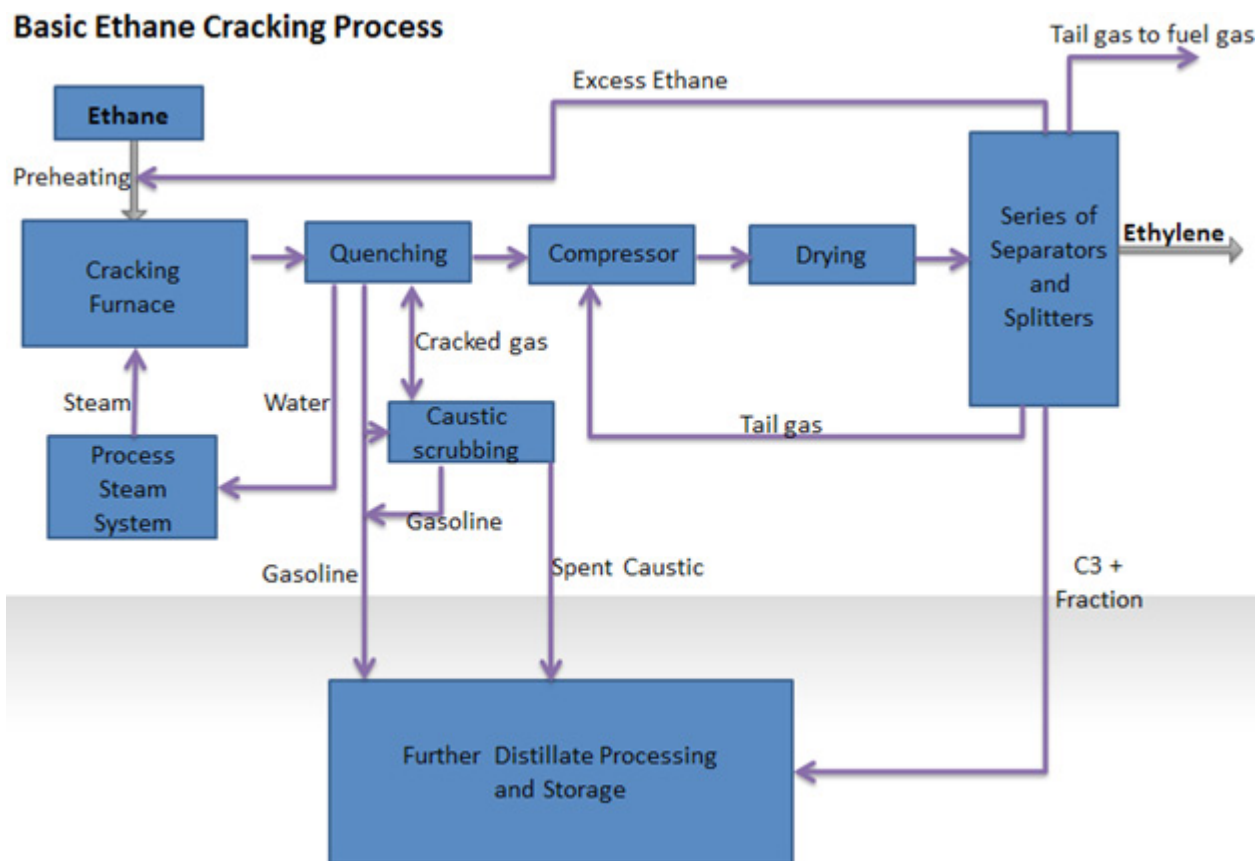 Basic Ethane Cracking Process
Tail gas to fuel gas
Excess Ethane
Ethane
Preheating
Cracking
Furnace
Quenching
Compressor
Drying
Series of
Separators
and
Splitters
Ethylene
Cracked gas
Steam
Water
Caustic
scrubbing
Tail gas
Process
Steam
System
Gasoline
Gasoline
Spent Caustic
C3 +
Fraction
Further Distillate Processing
and Storage